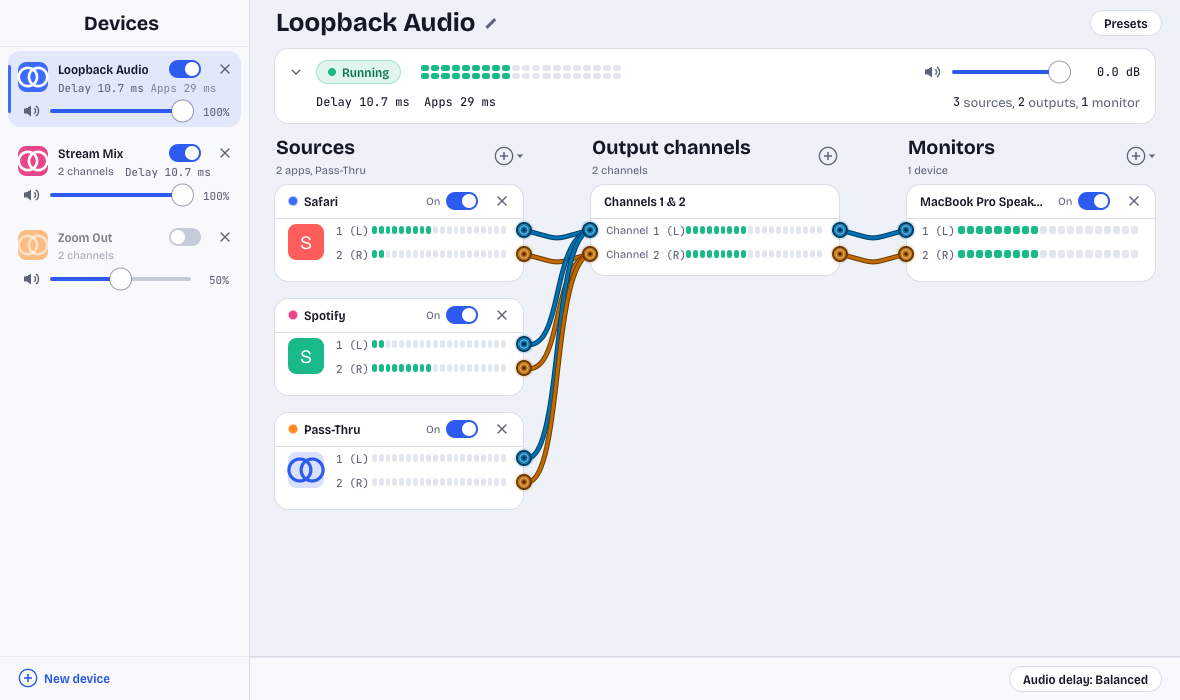 Devices
Loopback Audio
Delay 10.7 ms Apps 29 ms
100%
Stream Mix
2 channels Delay 10.7 ms
100%
Zoom Out
2 channels
50%
New device
Loopback Audio
Presets
Running
0.0 dB
Delay 10.7 ms Apps 29 ms
3 sources, 2 outputs, 1 monitor
Sources
2 apps, Pass-Thru
Safari On
S
1 (L)
2 (R)
Spotify On
S
1 (L)
2 (R)
Pass-Thru On
1 (L)
2 (R)
Output channels
2 channels
Channels 1 & 2
Channel 1 (L)
Channel 2 (R)
Monitors
1 device
MacBook Pro Speak... On
1 (L)
2 (R)
Audio delay: Balanced